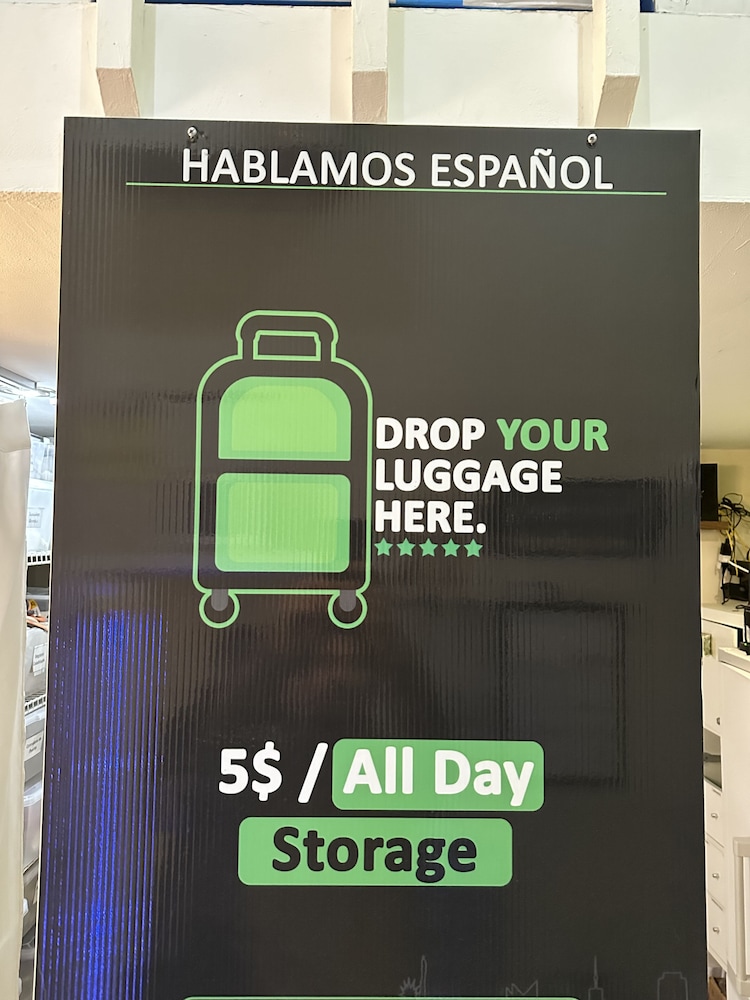 HABLAMOS ESPAÑOL
DROP YOUR
LUGGAGE
HERE.
5$ / All Day
Storage